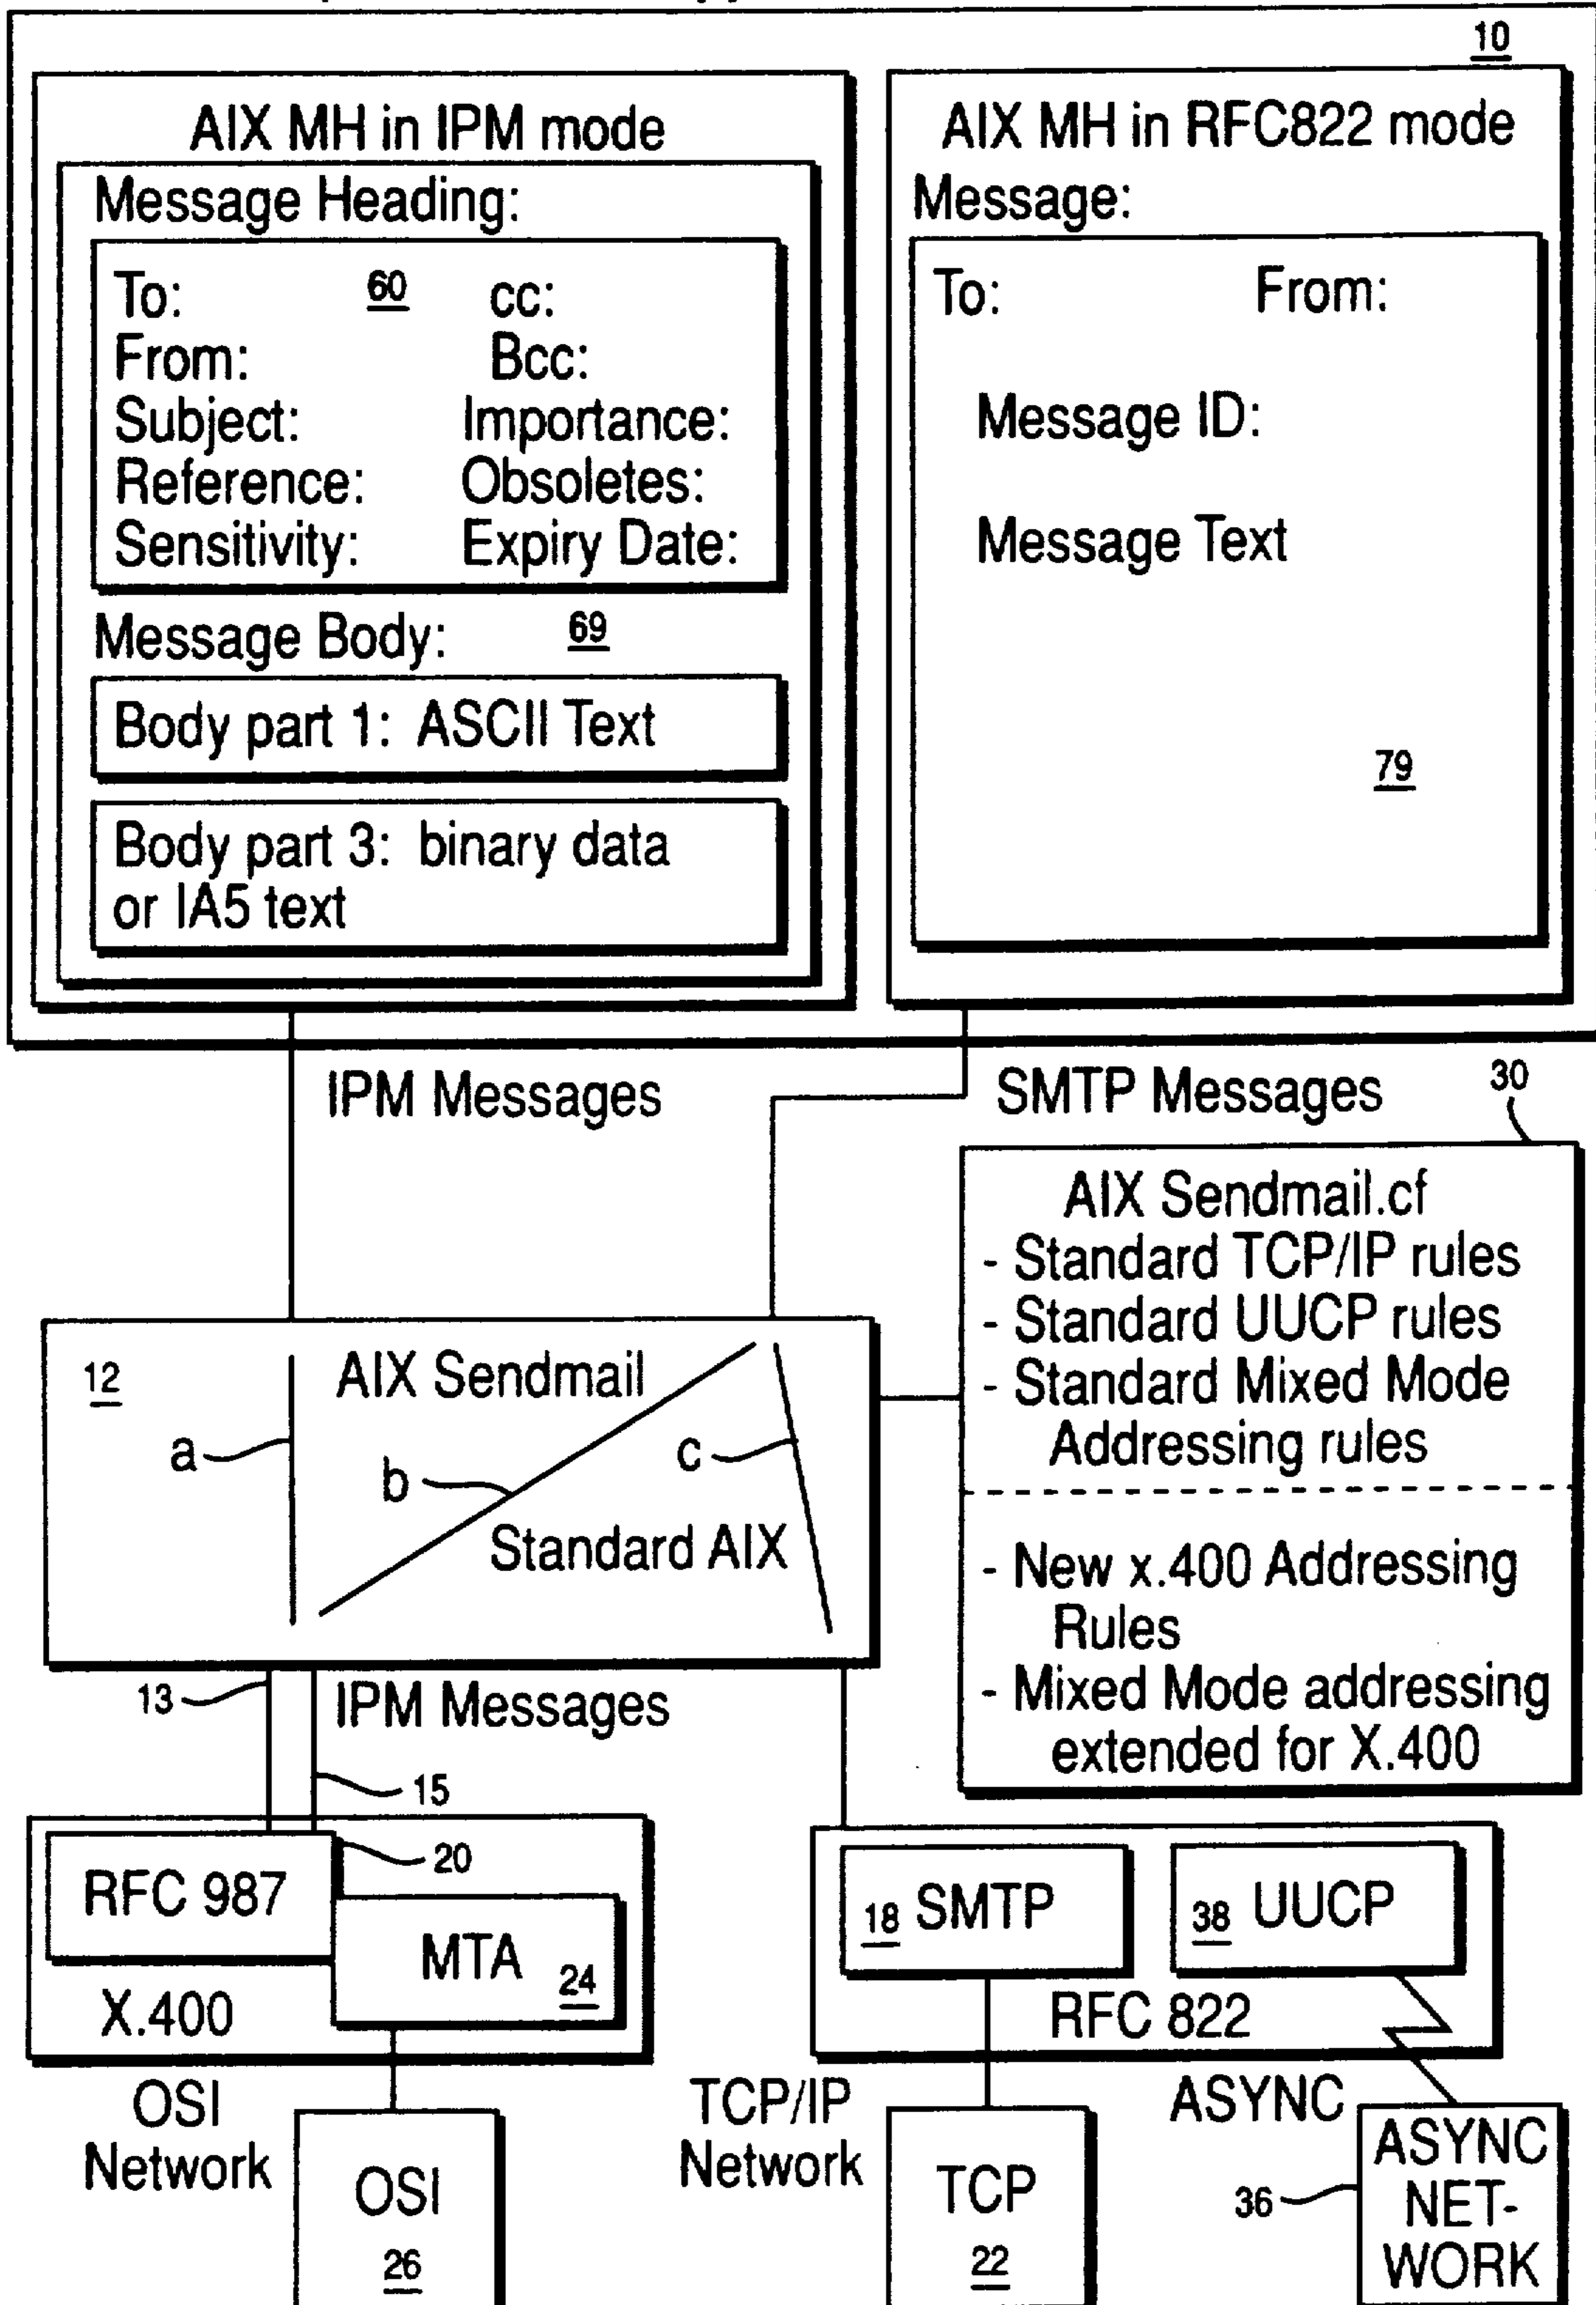 10
AIX MH in IPM mode
Message Heading:
To: 60 cc:
From: Bcc:
Subject: Importance:
Reference: Obsoletes:
Sensitivity: Expiry Date:
Message Body: 69
Body part 1: ASCII Text
Body part 3: binary data
or IA5 text
AIX MH in RFC822 mode
Message:
To: From:
Message ID:
Message Text
79
IPM Messages
SMTP Messages
30
AIX Sendmail.cf
- Standard TCP/IP rules
- Standard UUCP rules
- Standard Mixed Mode
Addressing rules
- New x.400 Addressing
Rules
- Mixed Mode addressing
extended for X.400
12
AIX Sendmail
a
b
c
Standard AIX
13
IPM Messages
15
20
RFC 987
MTA 24
X.400
18 SMTP
38 UUCP
RFC 822
OSI
Network
OSI
26
TCP/IP
Network
TCP
22
ASYNC
36
ASYNC
NET-
WORK